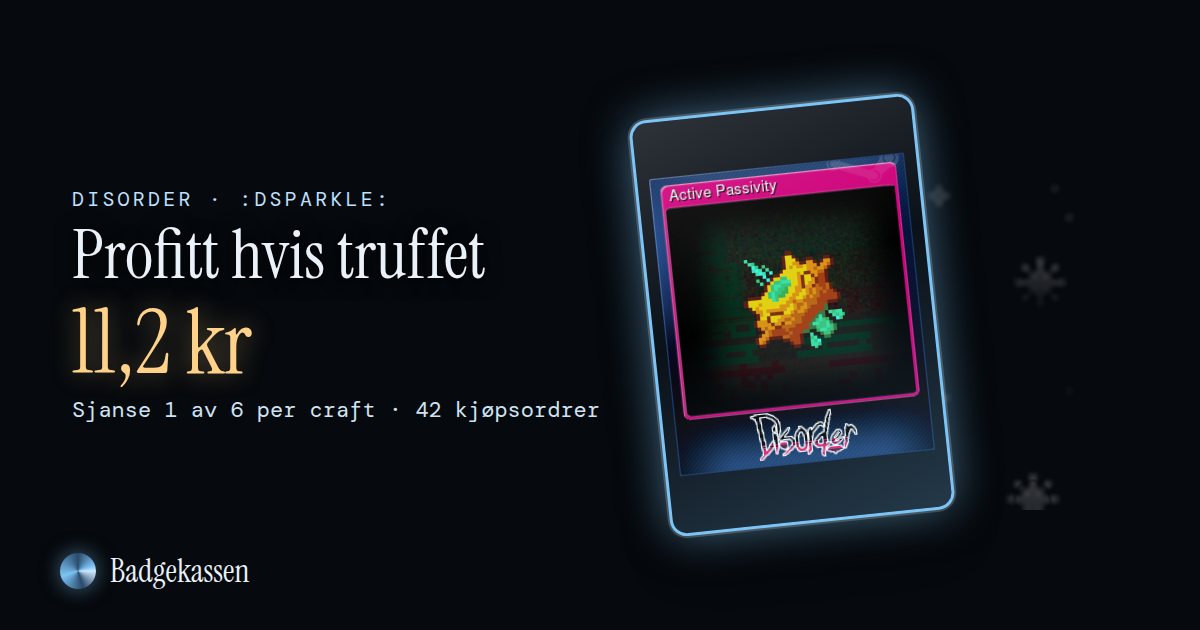 DISORDER · :DSPARKLE:
Profitt hvis truffet
11,2 kr
Sjanse 1 av 6 per craft · 42 kjøpsordrer
Active Passivity
Disorder
Badgekassen